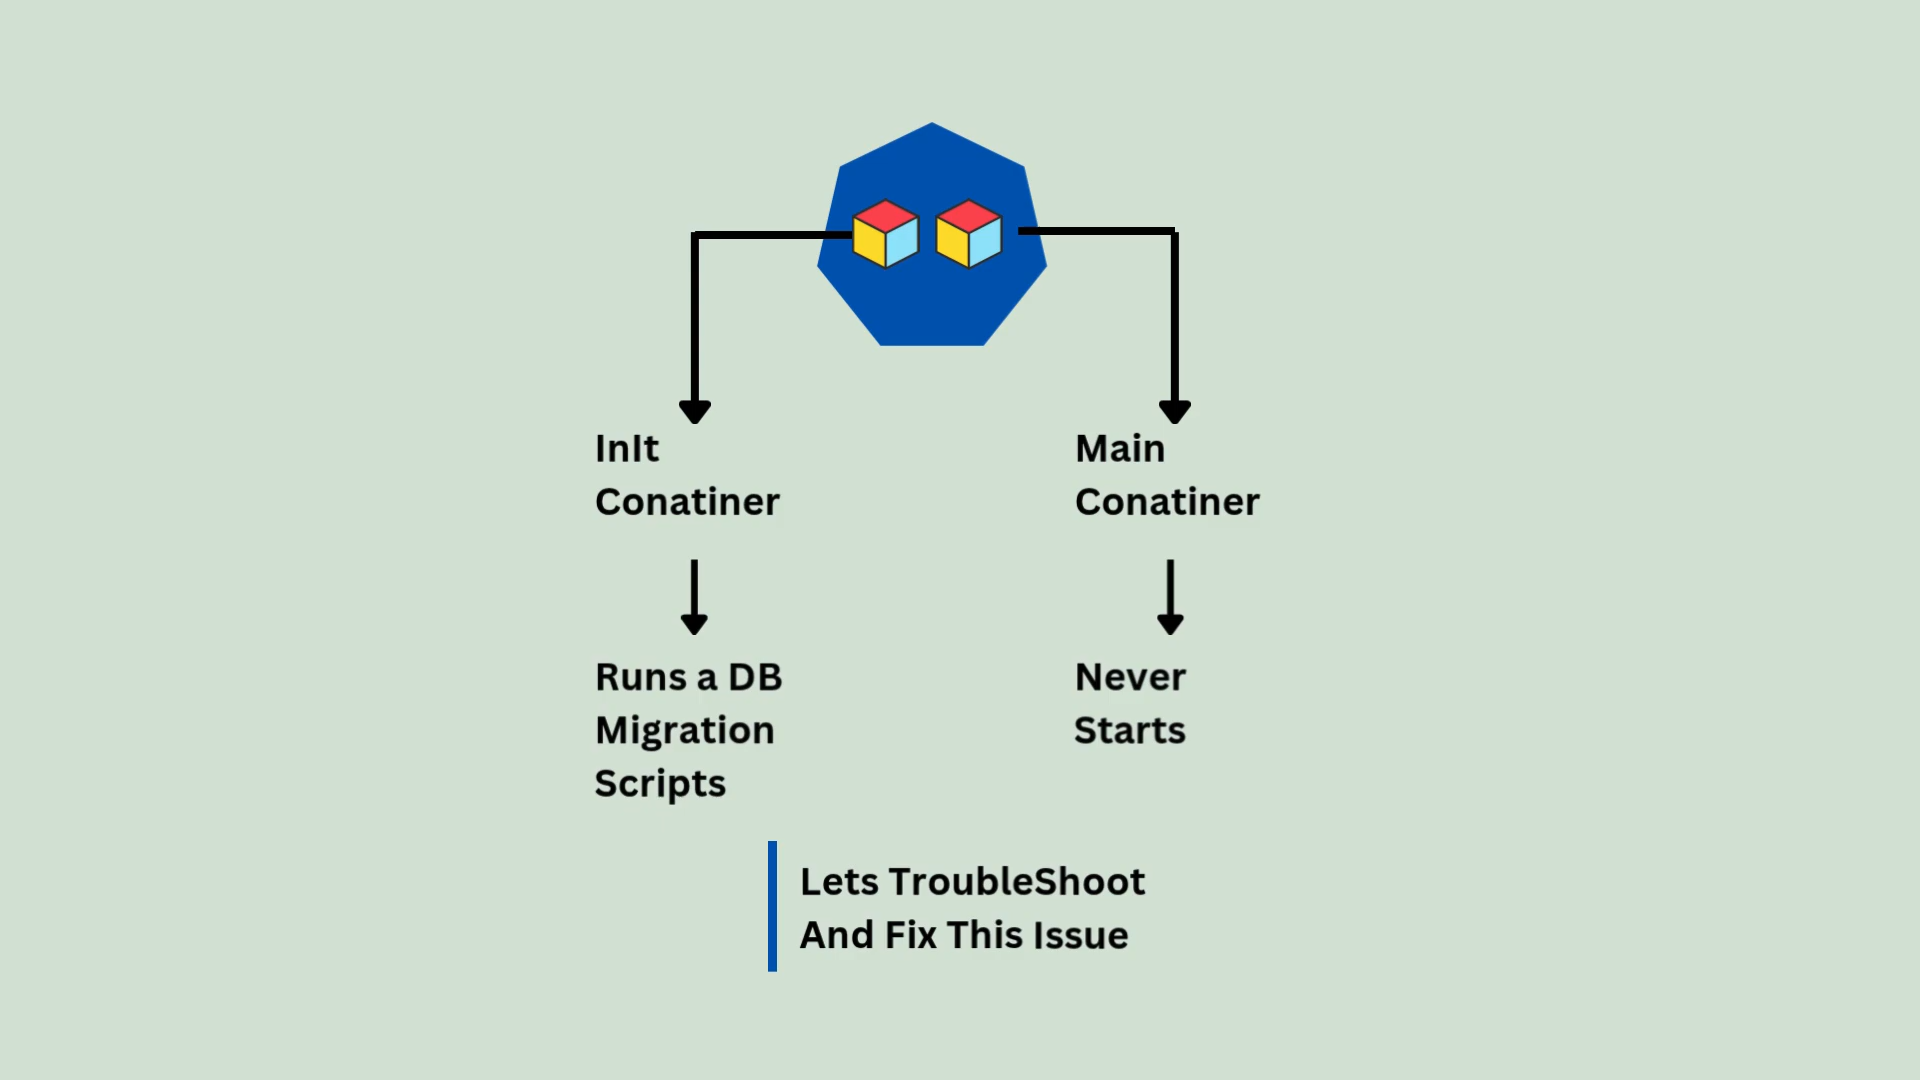 InIt
Conatiner
Main
Conatiner
Runs a DB
Migration
Scripts
Never
Starts
Lets TroubleShoot
And Fix This Issue